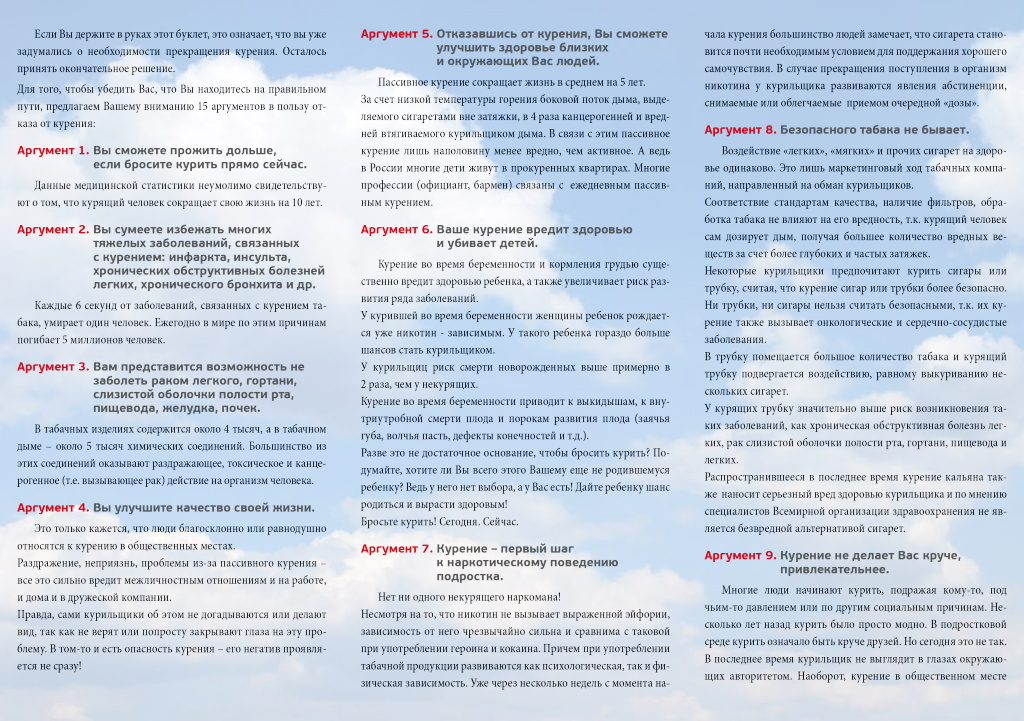 Если Вы держите в руках этот буклет, это означает, что вы уже
задумались о необходимости прекращения курения. Осталось
принять окончательное решение.
Для того, чтобы убедить Вас, что Вы находитесь на правильном
пути, предлагаем Вашему вниманию 15 аргументов в пользу от-
каза от курения:
Аргумент 1. Вы сможете прожить дольше,
если бросите курить прямо сейчас.
Данные медицинской статистики неумолимо свидетельству-
ют о том, что курящий человек сокращает свою жизнь на 10 лет.
Аргумент 2. Вы сумеете избежать многих
тяжелых заболеваний, связанных
с курением: инфаркта, инсульта,
хронических обструктивных болезней
легких, хронического бронхита и др.
Каждые 6 секунд от заболеваний, связанных с курением та-
бака, умирает один человек. Ежегодно в мире по этим причинам
погибает 5 миллионов человек.
Аргумент 3. Вам представится возможность не
заболеть раком легкого, гортани,
слизистой оболочки полости рта,
пищевода, желудка, почек.
В табачных изделиях содержится около 4 тысяч, а в табачном
дыме – около 5 тысяч химических соединений. Большинство из
этих соединений оказывают раздражающее, токсическое и канце-
рогенное (т.е. вызывающее рак) действие на организм человека.
Аргумент 4. Вы улучшите качество своей жизни.
Это только кажется, что люди благосклонно или равнодушно
относятся к курению в общественных местах.
Раздражение, неприязнь, проблемы из-за пассивного курения –
все это сильно вредит межличностным отношениям и на работе,
и дома и в дружеской компании.
Правда, сами курильщики об этом не догадываются или делают
вид, так как не верят или попросту закрывают глаза на эту про-
блему. В том-то и есть опасность курения – его негатив проявля-
ется не сразу!
Аргумент 5. Отказавшись от курения, Вы сможете
улучшить здоровье близких
и окружающих Вас людей.
Пассивное курение сокращает жизнь в среднем на 5 лет.
За счет низкой температуры горения боковой поток дыма, выде-
ляемого сигаретами вне затяжки, в 4 раза канцерогенней и вред-
ней втягиваемого курильщиком дыма. В связи с этим пассивное
курение лишь наполовину менее вредно, чем активное. А ведь
в России многие дети живут в прокуренных квартирах. Многие
профессии (официант, бармен) связаны с ежедневным пассив-
ным курением.
Аргумент 6. Ваше курение вредит здоровью
и убивает детей.
Курение во время беременности и кормления грудью суще-
ственно вредит здоровью ребенка, а также увеличивает риск раз-
вития ряда заболеваний.
У курившей во время беременности женщины ребенок рождает-
ся уже никотин - зависимым. У такого ребенка гораздо больше
шансов стать курильщиком.
У курильщиц риск смерти новорожденных выше примерно в
2 раза, чем у некурящих.
Курение во время беременности приводит к выкидышам, к вну-
триутробной смерти плода и порокам развития плода (заячья
губа, волчья пасть, дефекты конечностей и т.д.).
Разве это не достаточное основание, чтобы бросить курить? По-
думайте, хотите ли Вы всего этого Вашему еще не родившемуся
ребенку? Ведь у него нет выбора, а у Вас есть! Дайте ребенку шанс
родиться и вырасти здоровым!
Бросьте курить! Сегодня. Сейчас.
Аргумент 7. Курение – первый шаг
к наркотическому поведению
подростка.
Нет ни одного некурящего наркомана!
Несмотря на то, что никотин не вызывает выраженной эйфории,
зависимость от него чрезвычайно сильна и сравнима с таковой
при употреблении героина и кокаина. Причем при употреблении
табачной продукции развиваются как психологическая, так и фи-
зическая зависимость. Уже через несколько недель с момента на-
чала курения большинство людей замечает, что сигарета стано-
вится почти необходимым условием для поддержания хорошего
самочувствия. В случае прекращения поступления в организм
никотина у курильщика развиваются явления абстиненции,
снимаемые или облегчаемые приемом очередной «дозы».
Аргумент 8. Безопасного табака не бывает.
Воздействие «легких», «мягких» и прочих сигарет на здоро-
вье одинаково. Это лишь маркетинговый ход табачных компа-
ний, направленный на обман курильщиков.
Соответствие стандартам качества, наличие фильтров, обра-
ботка табака не влияют на его вредность, т.к. курящий человек
сам дозирует дым, получая большее количество вредных ве-
ществ за счет более глубоких и частых затяжек.
Некоторые курильщики предпочитают курить сигары или
трубку, считая, что курение сигар или трубки более безопасно.
Ни трубки, ни сигары нельзя считать безопасными, т.к. их ку-
рение также вызывает онкологические и сердечно-сосудистые
заболевания.
В трубку помещается большое количество табака и курящий
трубку подвергается воздействию, равному выкуриванию не-
скольких сигарет.
У курящих трубку значительно выше риск возникновения та-
ких заболеваний, как хроническая обструктивная болезнь лег-
ких, рак слизистой оболочки полости рта, гортани, пищевода и
легких.
Распространившееся в последнее время курение кальяна так-
же наносит серьезный вред здоровью курильщика и по мнению
специалистов Всемирной организации здравоохранения не яв-
ляется безвредной альтернативой сигарет.
Аргумент 9. Курение не делает Вас круче,
привлекательнее.
Многие люди начинают курить, подражая кому-то, под
чьим-то давлением или по другим социальным причинам. Не-
сколько лет назад курить было просто модно. В подростковой
среде курить означало быть круче друзей. Но сегодня это не так.
В последнее время курильщик не выглядит в глазах окружаю-
щих авторитетом. Наоборот, курение в общественном месте